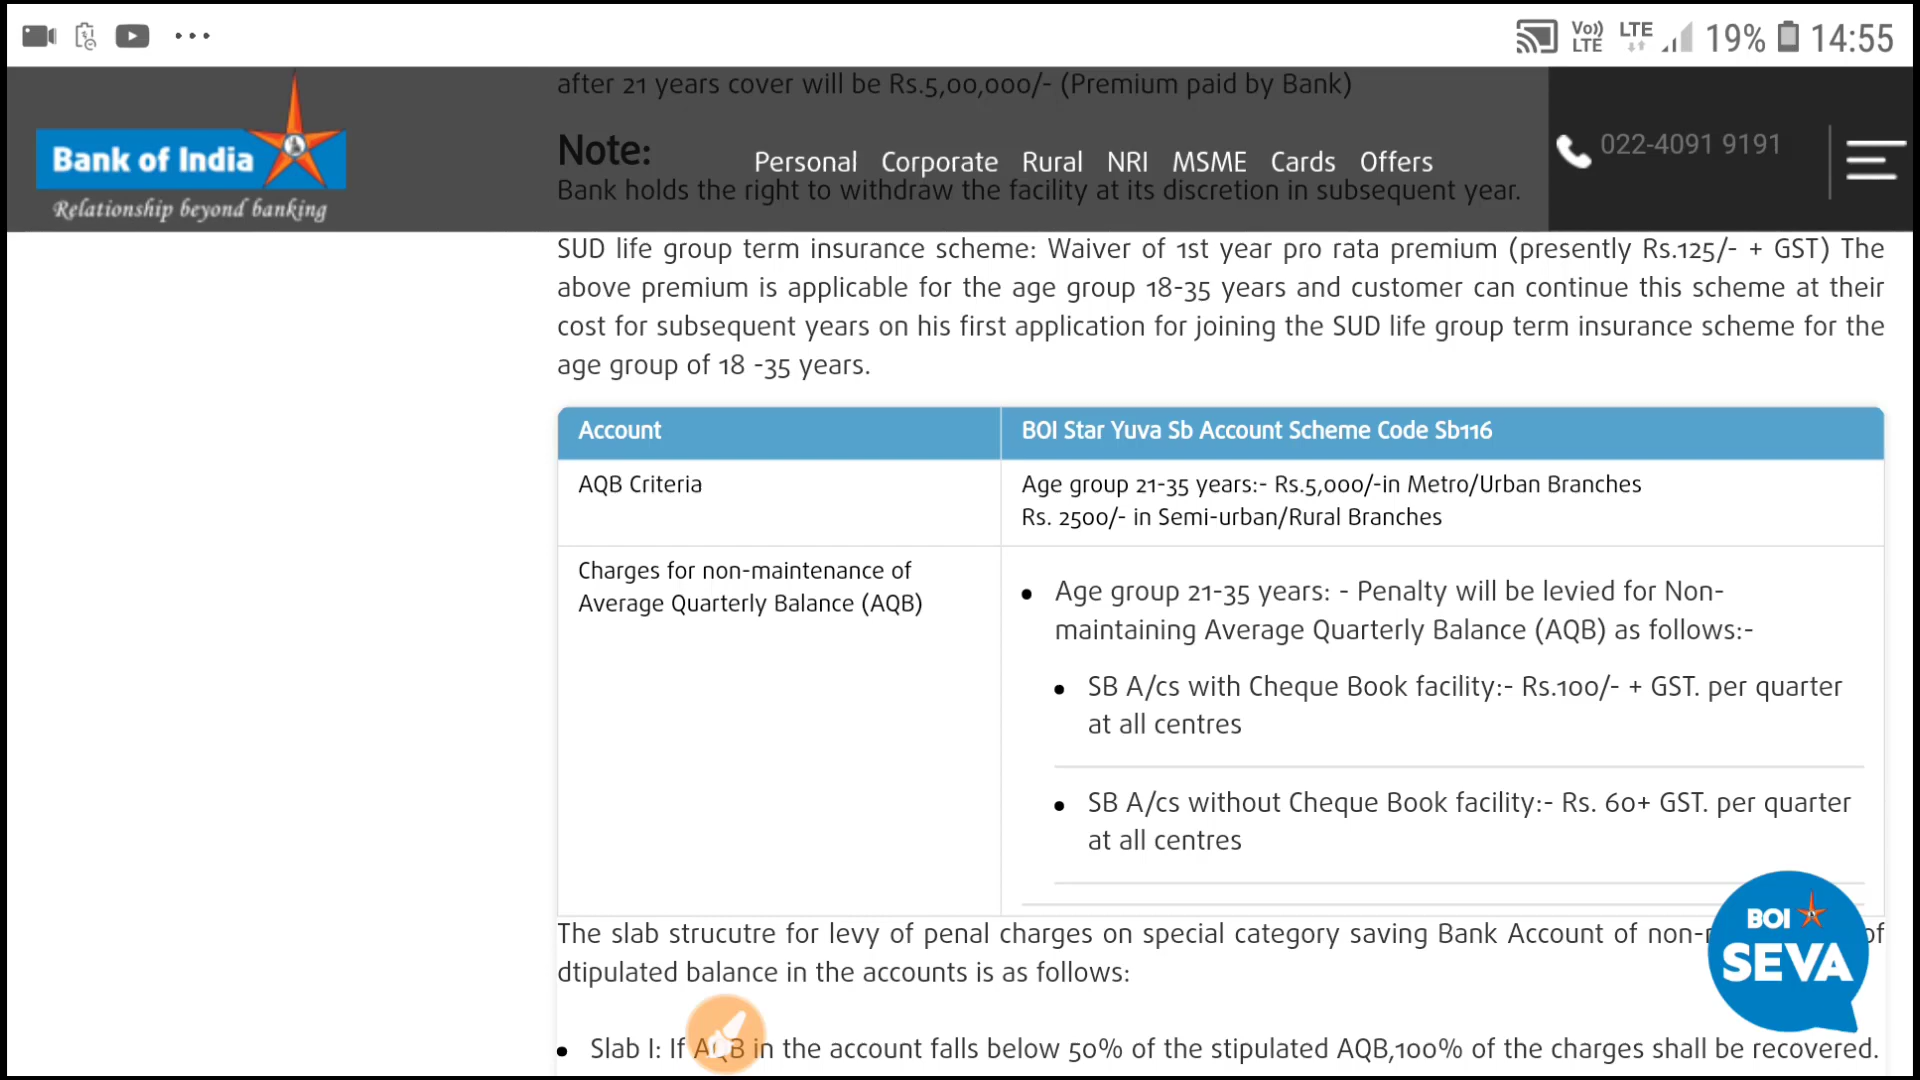 Vo))
LTE
LTE
19%
14:55
after 21 years cover will be Rs.5,00,000/- (Premium paid by Bank)
Bank of India
Relationship beyond banking
Note:
Personal Corporate Rural NRI MSME Cards Offers
022-4091 9191
Bank holds the right to withdraw the facility at its discretion in subsequent year.
SUD life group term insurance scheme: Waiver of 1st year pro rata premium (presently Rs.125/- + GST) The
above premium is applicable for the age group 18-35 years and customer can continue this scheme at their
cost for subsequent years on his first application for joining the SUD life group term insurance scheme for the
age group of 18 -35 years.
Account
BOI Star Yuva Sb Account Scheme Code Sb116
AQB Criteria
Age group 21-35 years:- Rs.5,000/-in Metro/Urban Branches
Rs. 2500/- in Semi-urban/Rural Branches
Charges for non-maintenance of
Average Quarterly Balance (AQB)
• Age group 21-35 years: - Penalty will be levied for Non-
maintaining Average Quarterly Balance (AQB) as follows:-
• SB A/cs with Cheque Book facility:- Rs.100/- + GST. per quarter
at all centres
• SB A/cs without Cheque Book facility:- Rs. 60+ GST. per quarter
at all centres
The slab strucutre for levy of penal charges on special category saving Bank Account of of
dtipulated balance in the accounts is as follows:
BOI
SEVA
• Slab I: If AQB in the account falls below 50% of the stipulated AQB,100% of the charges shall be recovered.